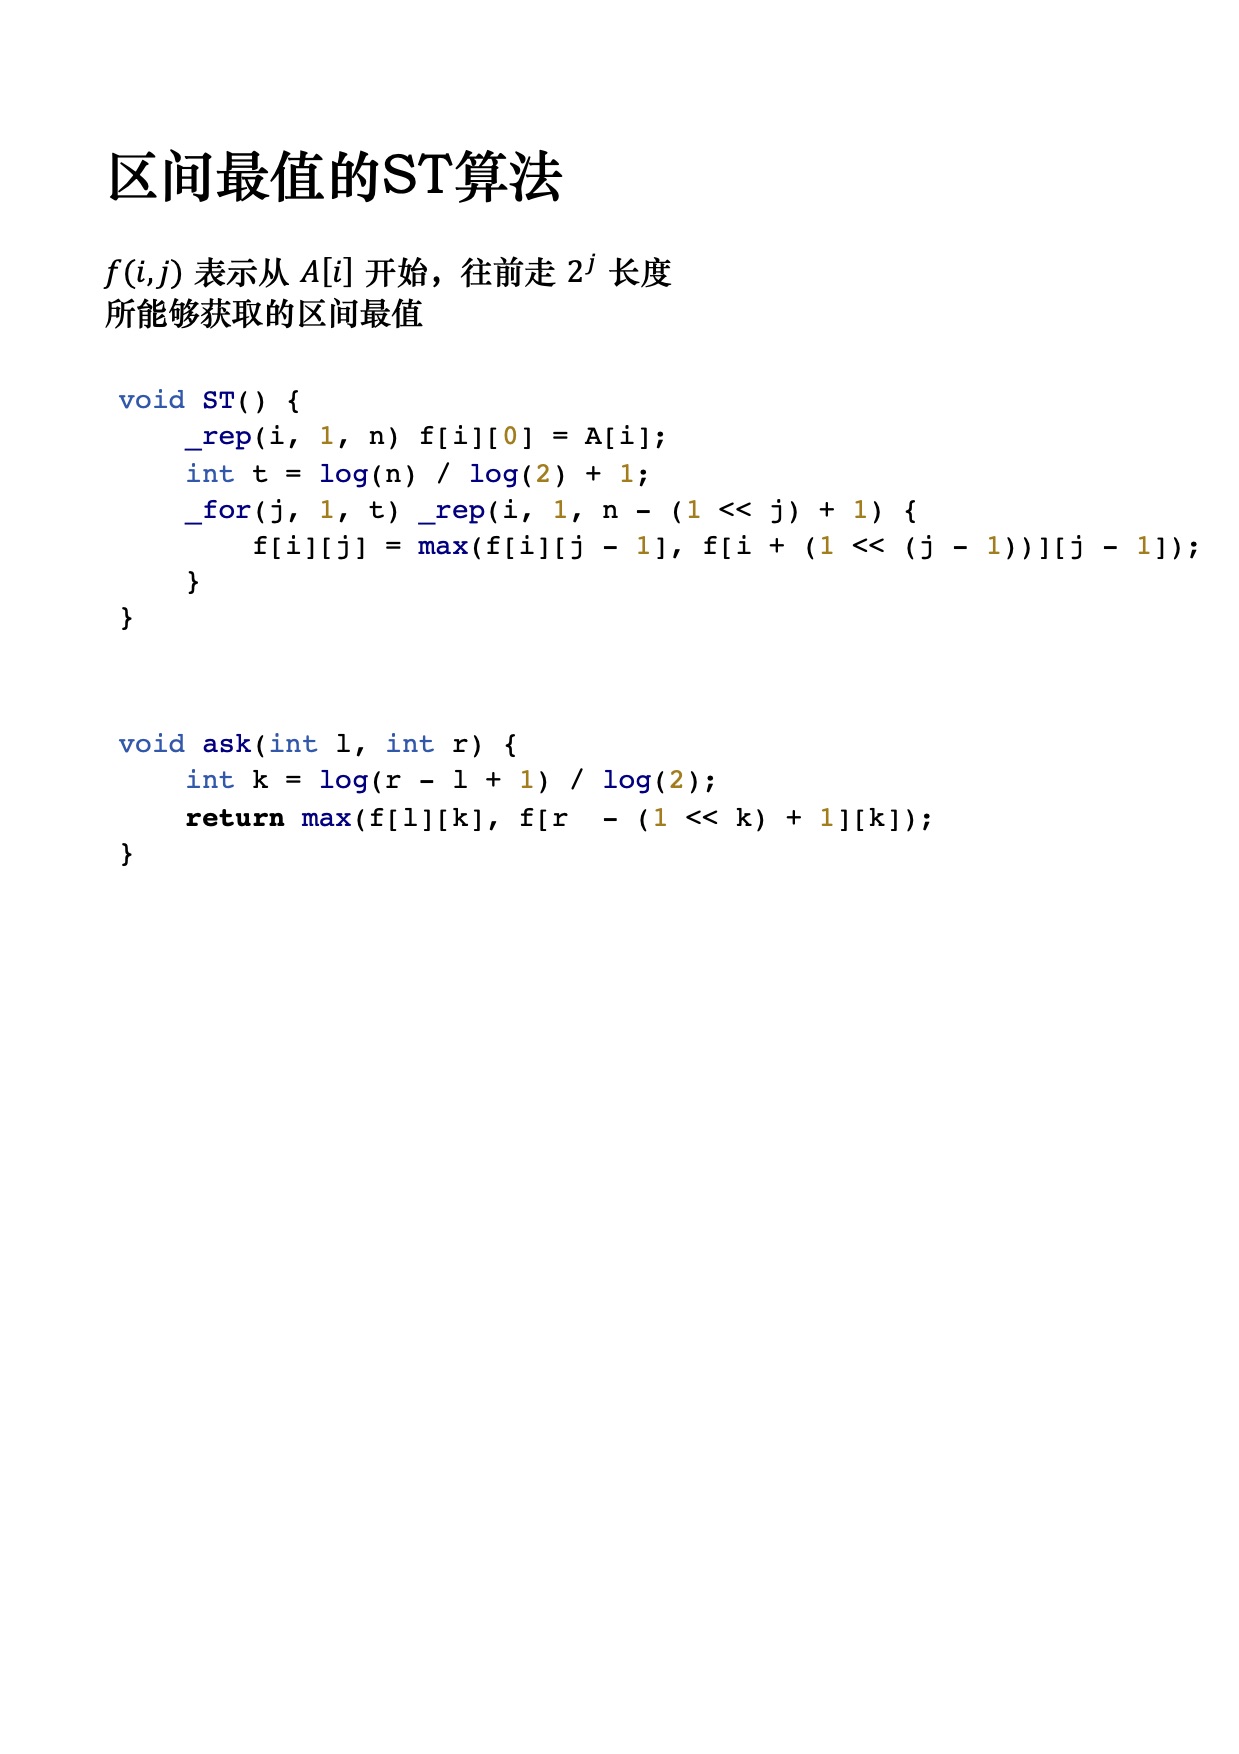 区间最值的ST算法
f(i,j) 表示从 A[i] 开始，往前走 2^j 长度
所能够获取的区间最值
void ST() {
    _rep(i, 1, n) f[i][0] = A[i];
    int t = log(n) / log(2) + 1;
    _for(j, 1, t) _rep(i, 1, n - (1 << j) + 1) {
        f[i][j] = max(f[i][j - 1], f[i + (1 << (j - 1))][j - 1]);
    }
}
void ask(int l, int r) {
    int k = log(r - l + 1) / log(2);
    return max(f[l][k], f[r  - (1 << k) + 1][k]);
}